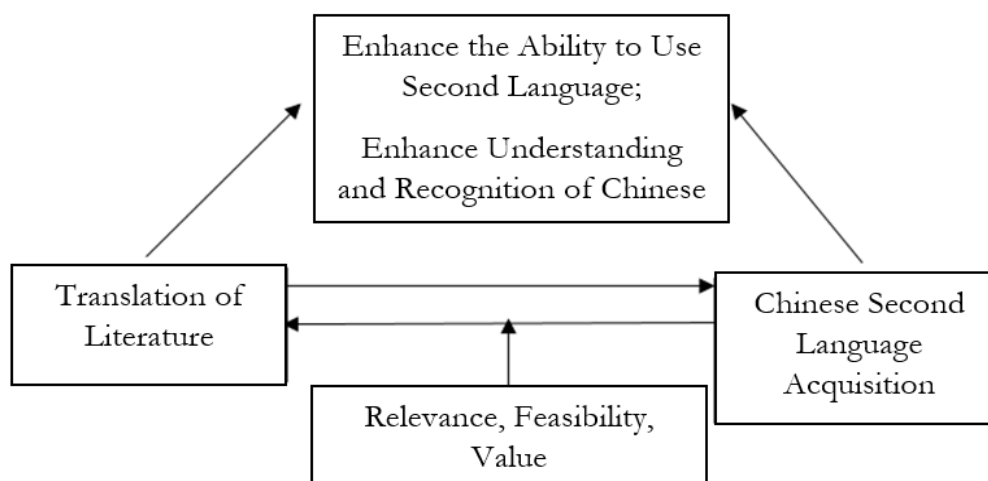 Enhance the Ability to Use
Second Language;
Enhance Understanding
and Recognition of Chinese
Translation of
Literature
Chinese Second
Language
Acquisition
Relevance, Feasibility,
Value